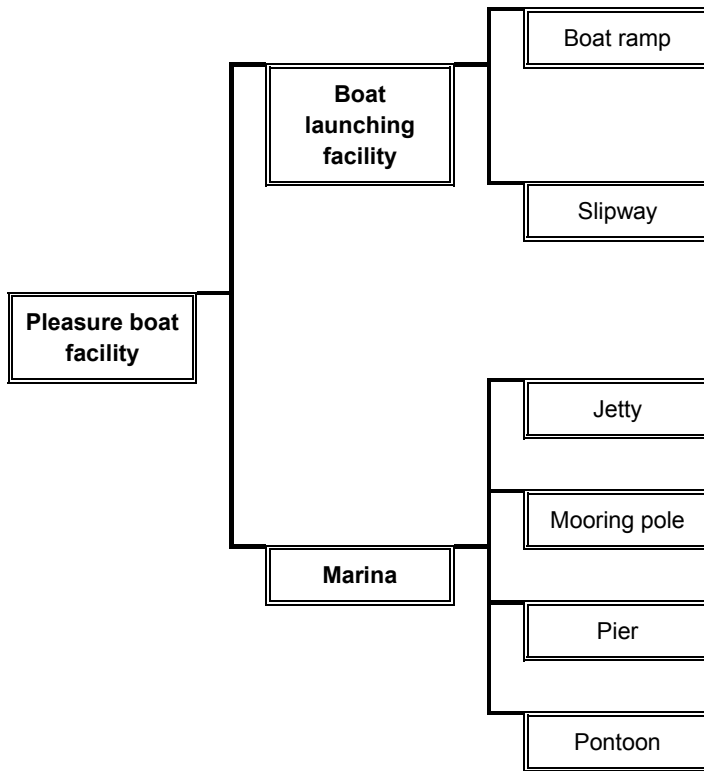 Boat ramp
Boat
launching
facility
Slipway
Pleasure boat
facility
Jetty
Mooring pole
Marina
Pier
Pontoon